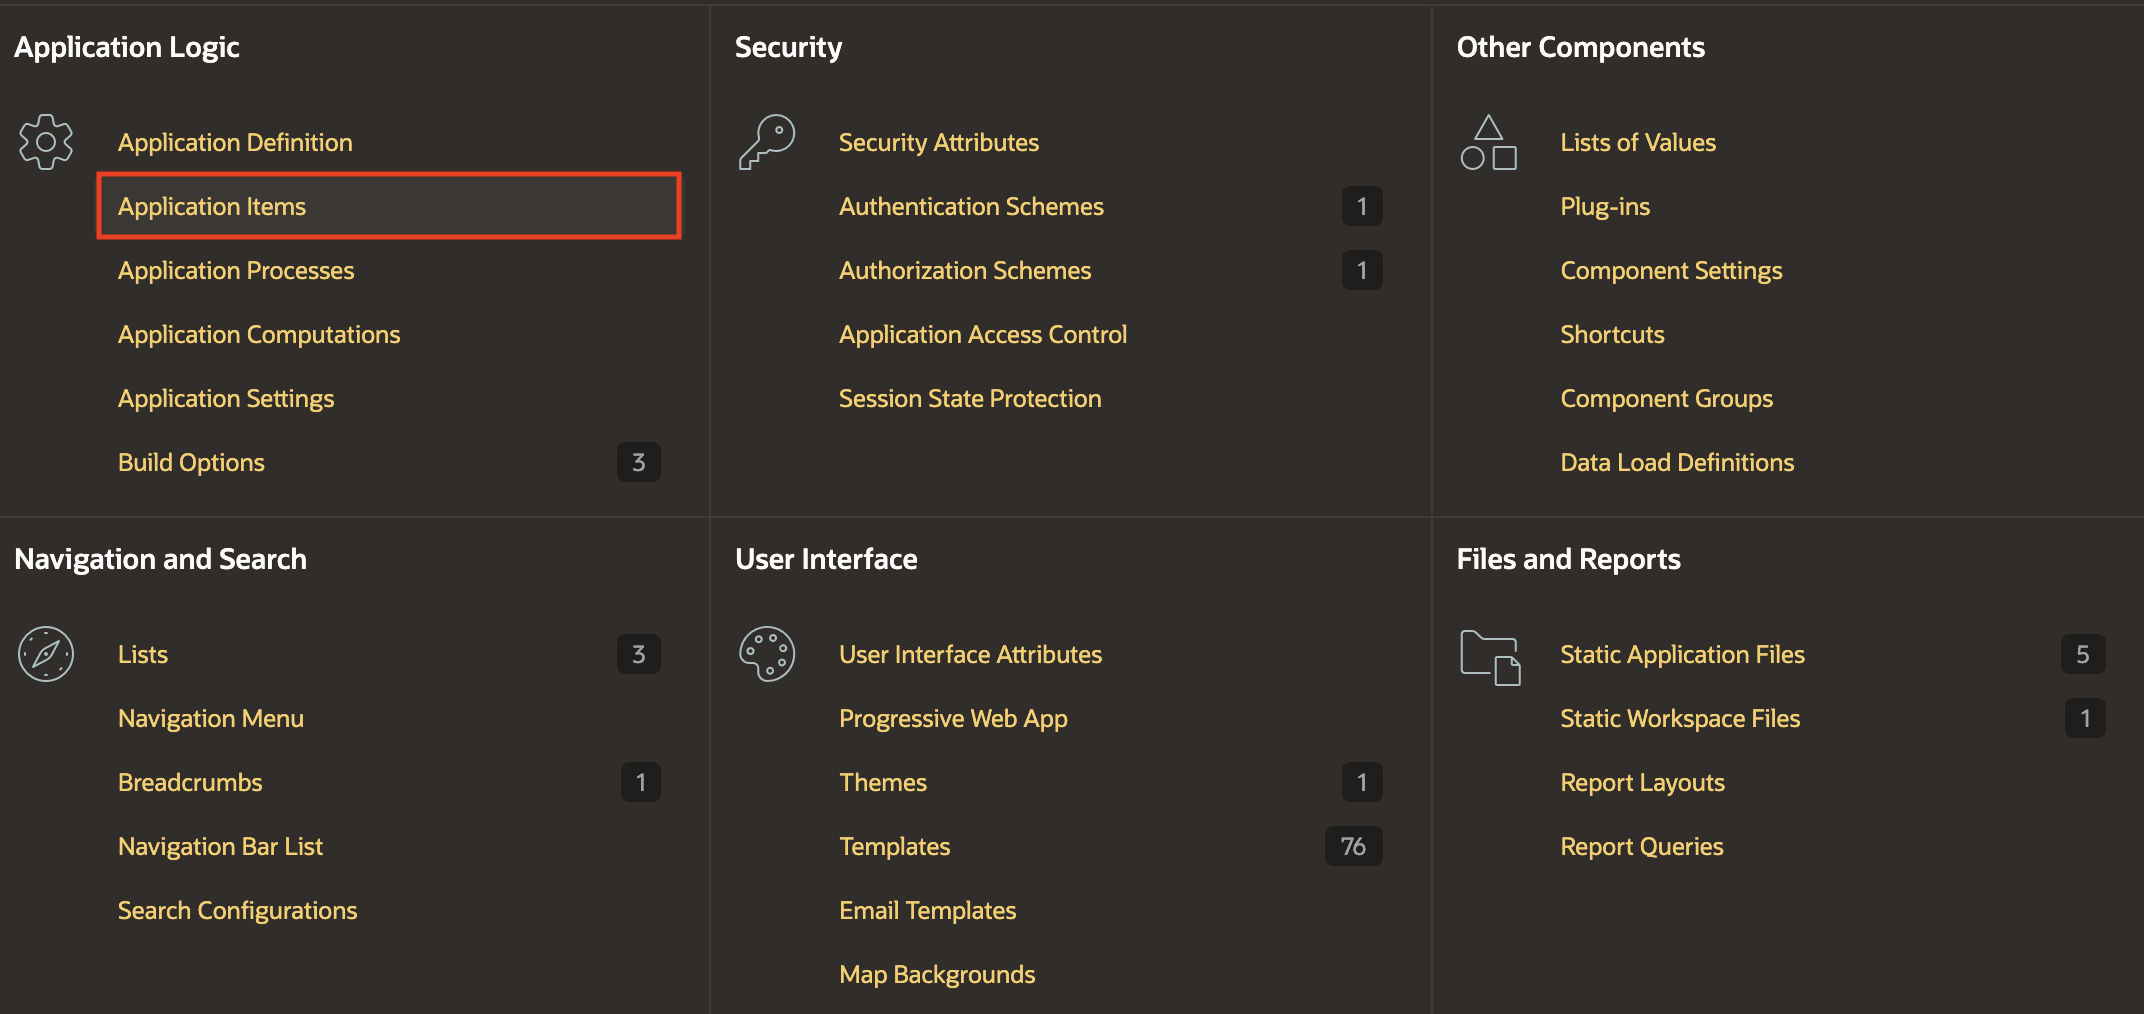 Application Logic
Application Definition
Application Items
Application Processes
Application Computations
Application Settings
Build Options 3
Security
Security Attributes
Authentication Schemes 1
Authorization Schemes 1
Application Access Control
Session State Protection
Other Components
Lists of Values
Plug-ins
Component Settings
Shortcuts
Component Groups
Data Load Definitions
Navigation and Search
Lists 3
Navigation Menu
Breadcrumbs 1
Navigation Bar List
Search Configurations
User Interface
User Interface Attributes
Progressive Web App
Themes 1
Templates 76
Email Templates
Map Backgrounds
Files and Reports
Static Application Files 5
Static Workspace Files 1
Report Layouts
Report Queries